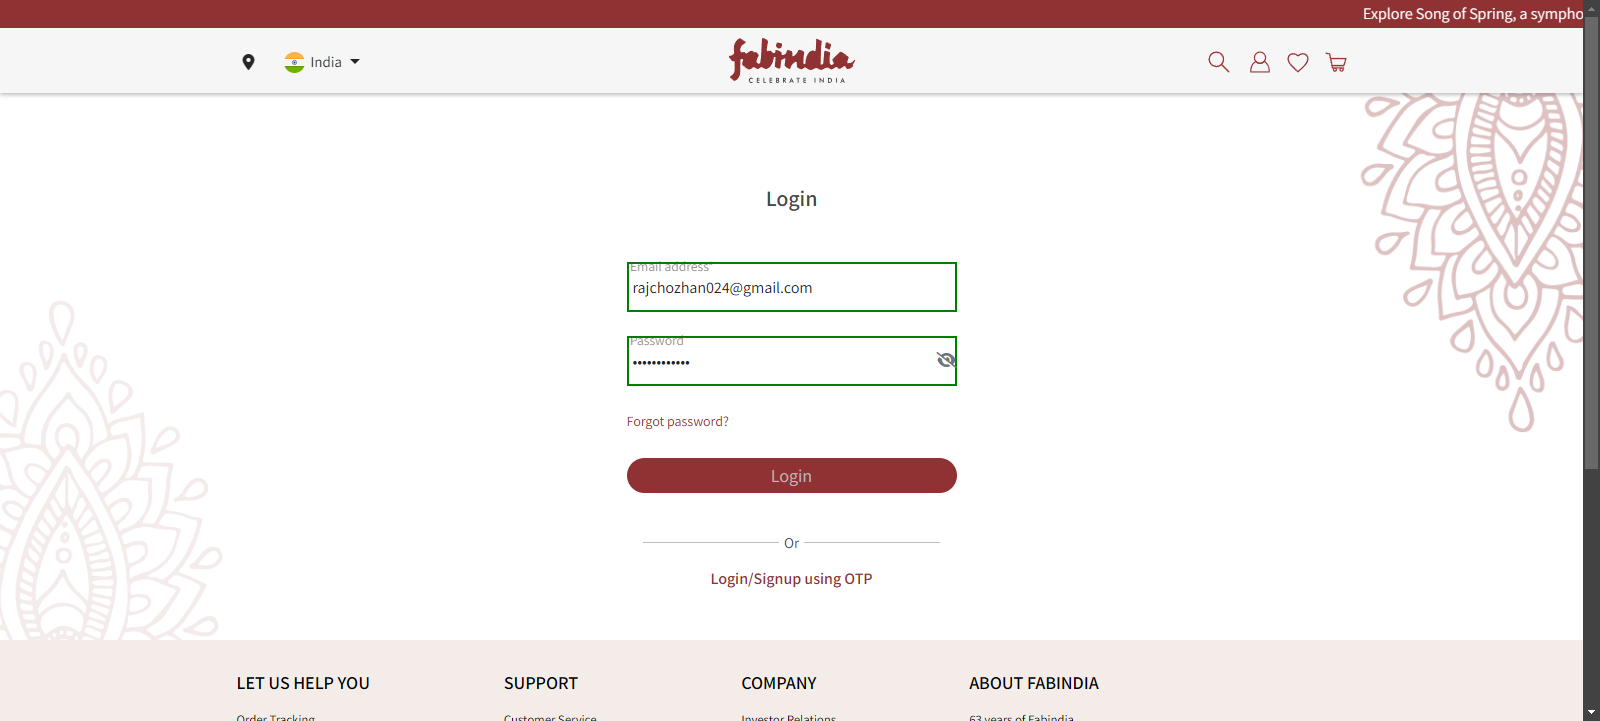 Explore Song of Spring, a sympho
India
fabindia
CELEBRATE INDIA
Login
Email address*
rajchozhan024@gmail.com
Password
••••••••••••
Forgot password?
Login
Or
Login/Signup using OTP
LET US HELP YOU
SUPPORT
COMPANY
ABOUT FABINDIA
Order Tracking
Customer Service
Investor Relations
63 years of Fabindia